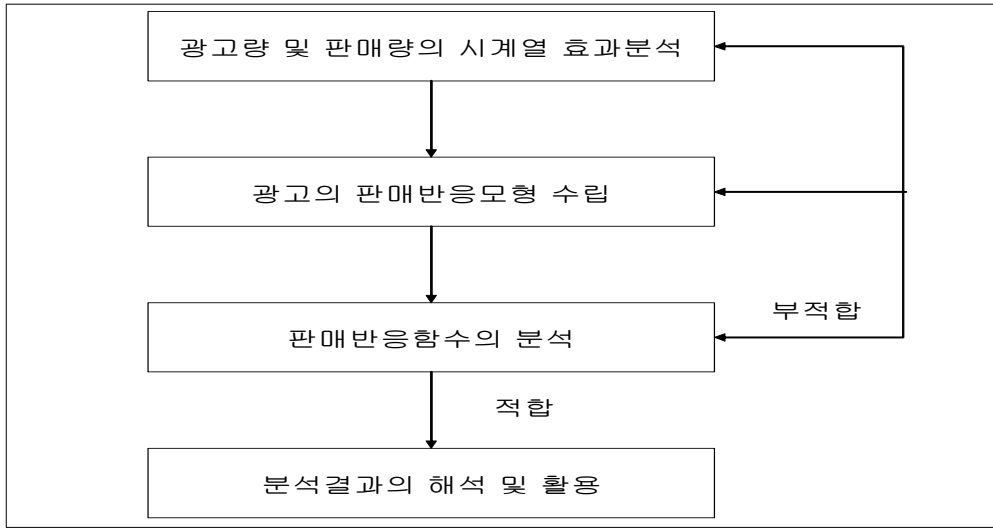 광고량 및 판매량의 시계열 효과분석
광고의 판매반응모형 수립
부적합
판매반응함수의 분석
적합
분석결과의 해석 및 활용